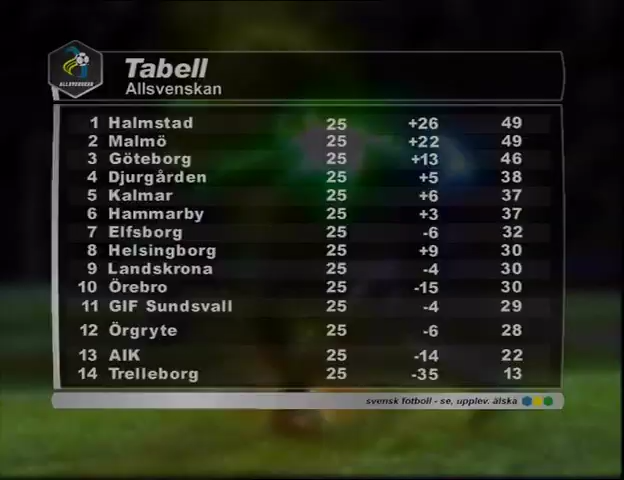 ALLSVENSKAN
Tabell
Allsvenskan
1 Halmstad 25 +26 49
2 Malmö 25 +22 49
3 Göteborg 25 +13 46
4 Djurgården 25 +5 38
5 Kalmar 25 +6 37
6 Hammarby 25 +3 37
7 Elfsborg 25 -6 32
8 Helsingborg 25 +9 30
9 Landskrona 25 -4 30
10 Örebro 25 -15 30
11 GIF Sundsvall 25 -4 29
12 Örgryte 25 -6 28
13 AIK 25 -14 22
14 Trelleborg 25 -35 13
svensk fotboll - se, upplev, älska